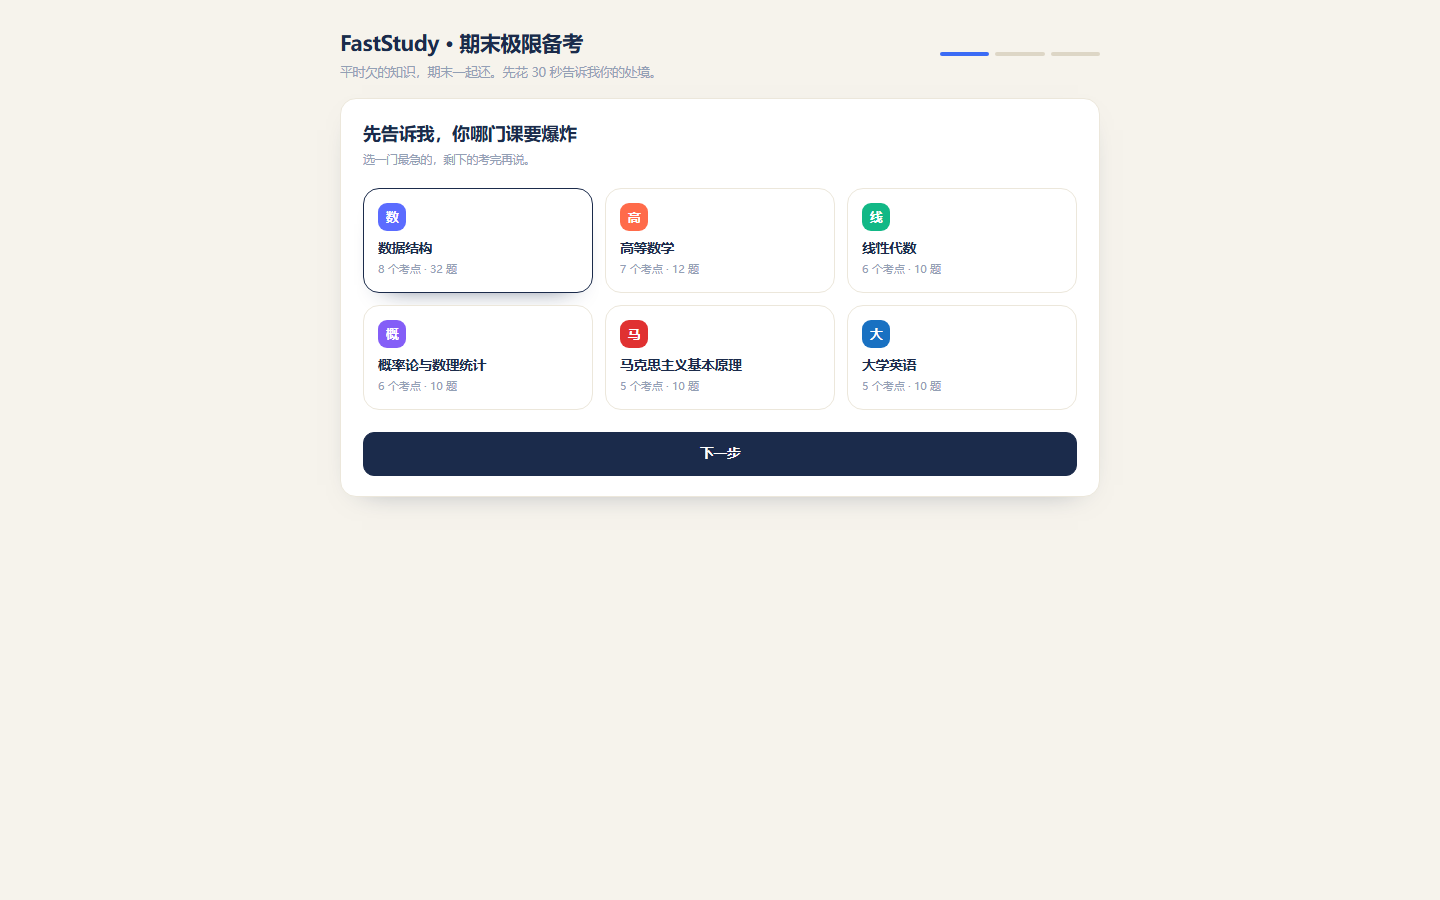 FastStudy • 期末极限备考
平时欠的知识，期末一起还。先花 30 秒告诉我你的处境。
先告诉我，你哪门课要爆炸
选一门最急的，剩下的考完再说。
数
数据结构
8 个考点 · 32 题
高
高等数学
7 个考点 · 12 题
线
线性代数
6 个考点 · 10 题
概
概率论与数理统计
6 个考点 · 10 题
马
马克思主义基本原理
5 个考点 · 10 题
大
大学英语
5 个考点 · 10 题
下一步